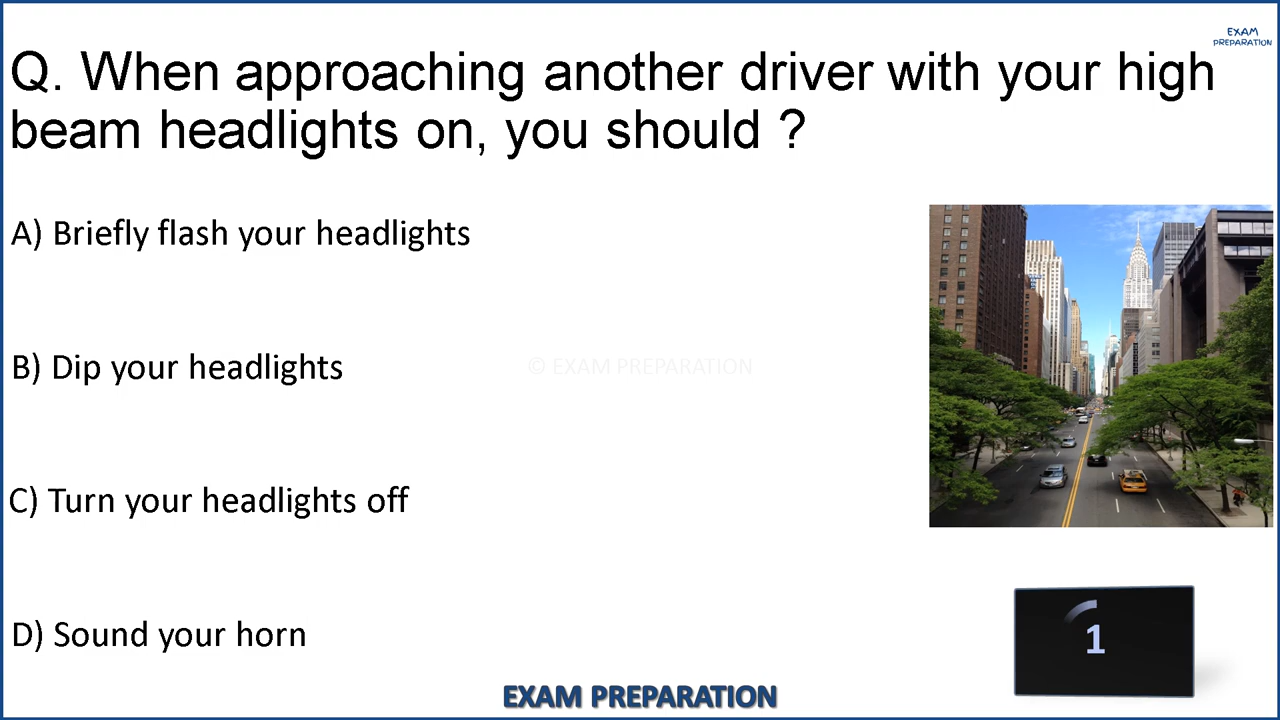 EXAM
PREPARATION
Q. When approaching another driver with your high
beam headlights on, you should ?
A) Briefly flash your headlights
B) Dip your headlights
© EXAM PREPARATION
C) Turn your headlights off
D) Sound your horn
1
EXAM PREPARATION